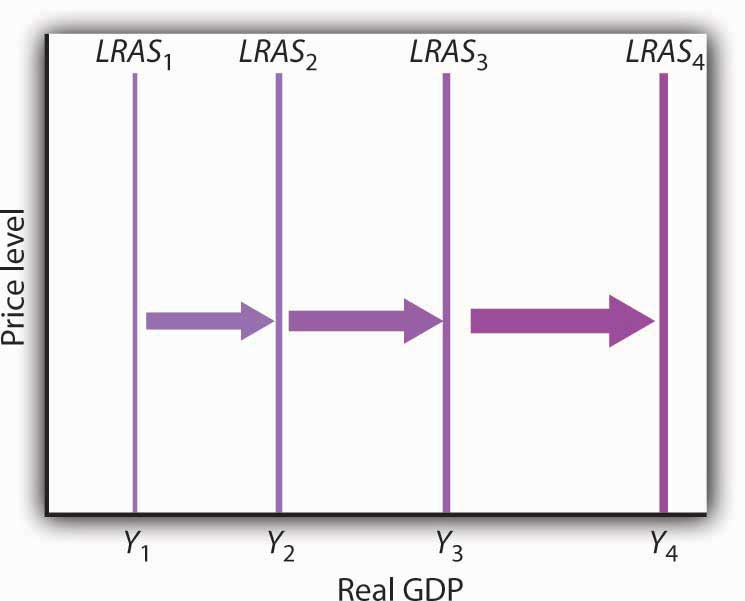 LRAS₁ LRAS₂ LRAS₃ LRAS₄
Price level
Y₁ Y₂ Y₃ Y₄
Real GDP